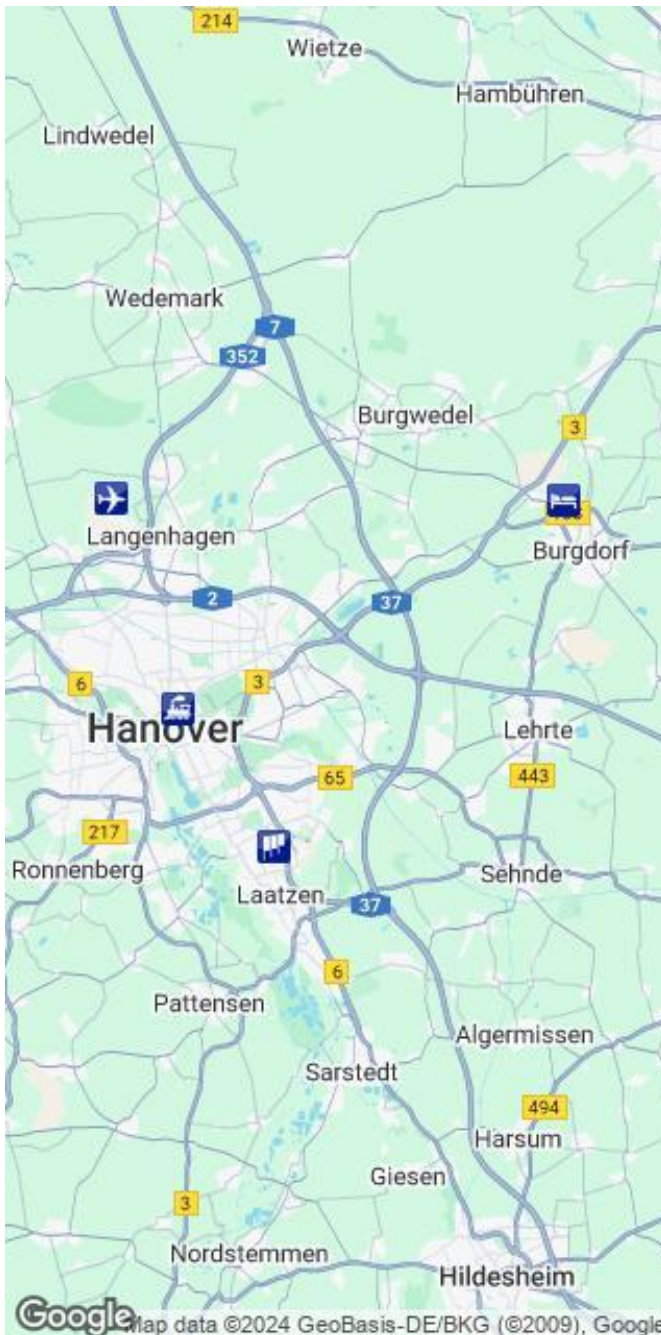 214
Wietze
Hambühren
Lindwedel
Wedemark
7
352
Burgwedel
3
Langenhagen
Burgdorf
2
37
6
3
Hanover
Lehrte
65
443
217
Ronnenberg
Sehnde
Laatzen
37
6
Pattensen
Algermissen
Sarstedt
494
Harsum
Giesen
3
Nordstemmen
Hildesheim
Google
Map data ©2024 GeoBasis-DE/BKG (©2009), Google